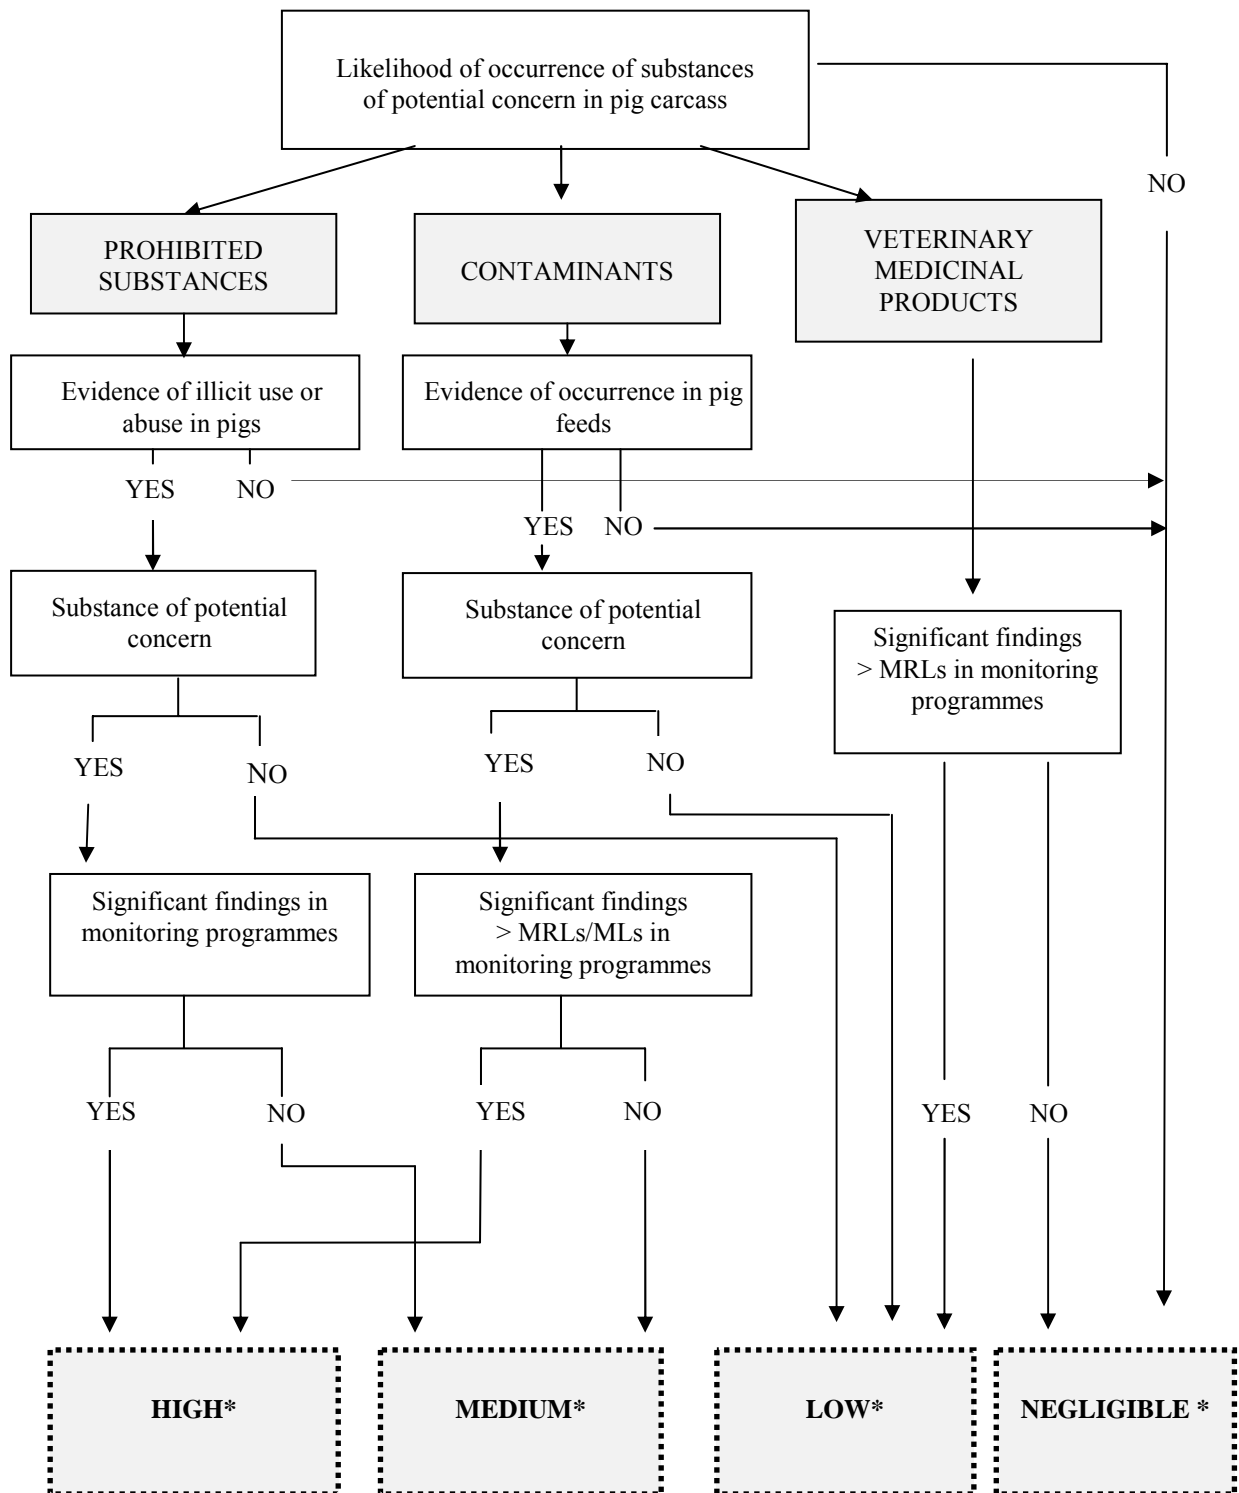 Likelihood of occurrence of substances
of potential concern in pig carcass
NO
PROHIBITED
SUBSTANCES
CONTAMINANTS
VETERINARY
MEDICINAL
PRODUCTS
Evidence of illicit use or
abuse in pigs
Evidence of occurrence in pig
feeds
YES NO
YES NO
Substance of potential
concern
Substance of potential
concern
Significant findings
> MRLs in monitoring
programmes
YES NO
YES NO
Significant findings in
monitoring programmes
Significant findings
> MRLs/MLs in
monitoring programmes
YES NO
YES NO
YES NO
HIGH*
MEDIUM*
LOW*
NEGLIGIBLE *